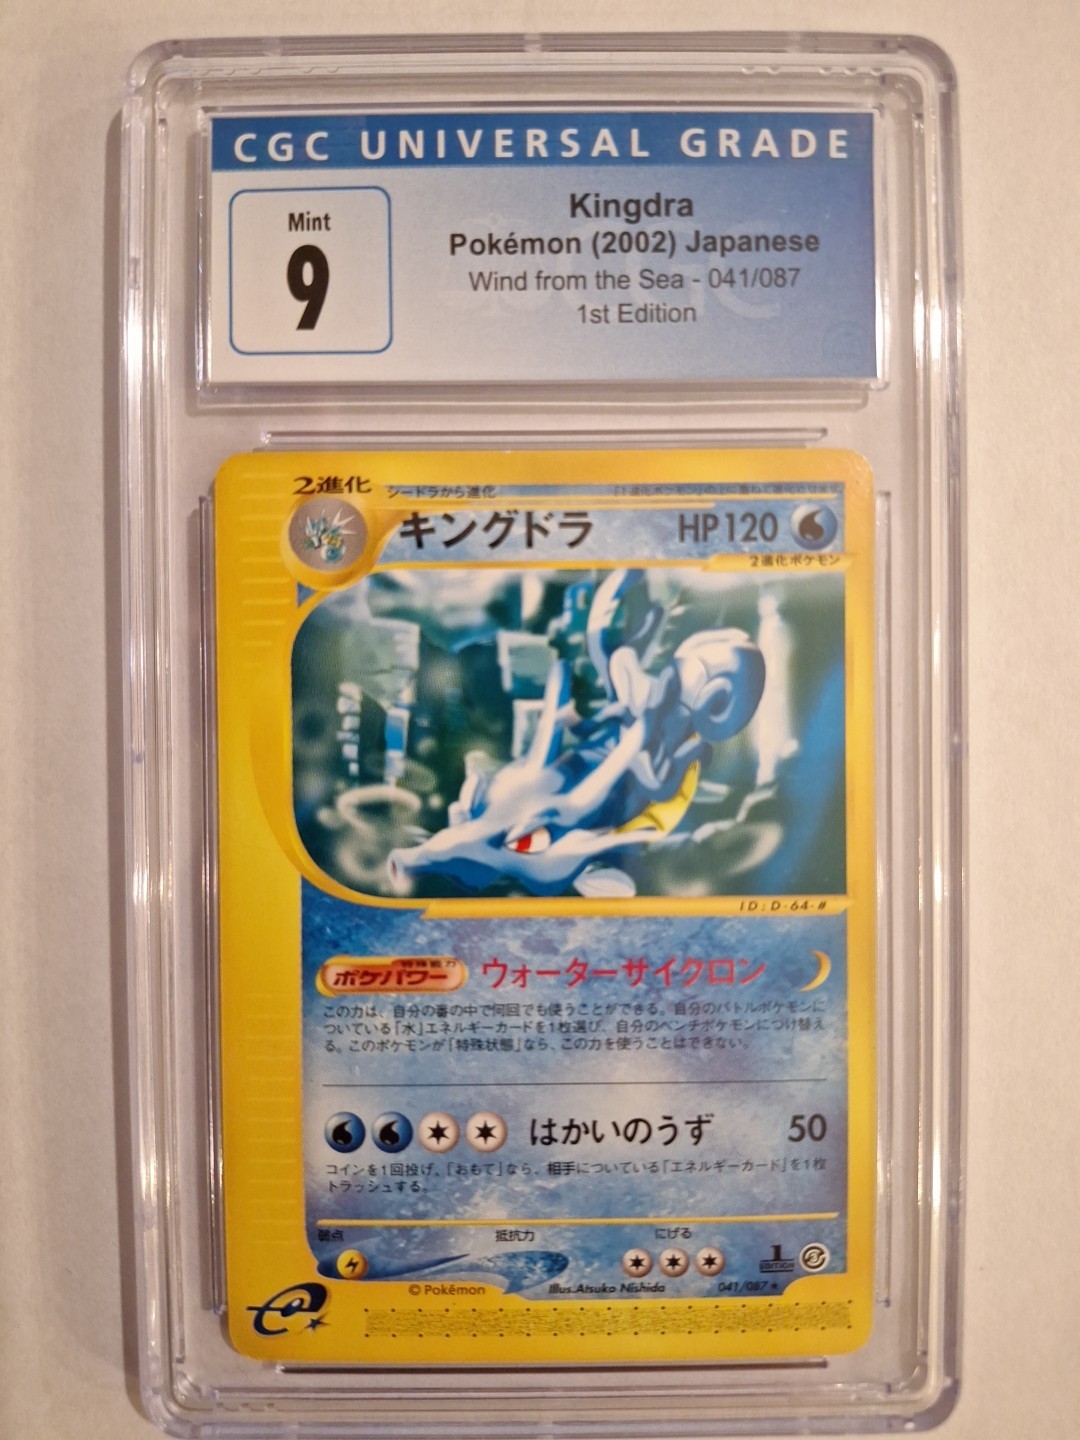 CGC UNIVERSAL GRADE
Mint
9
Kingdra
Pokémon (2002) Japanese
Wind from the Sea - 041/087
1st Edition
2進化 シードラから進化
キングドラ HP120
2進化ポケモン
ID:D-64-#
ポケパワー 特殊能力 ウォーターサイクロン
この力は、自分の番の中で何回でも使うことができる。自分のバトルポケモンに
ついている「水」エネルギーカードを1枚選び、自分のベンチポケモンにつけ替え
る。このポケモンが「特殊状態」なら、この力を使うことはできない。
はかいのうず 50
コインを1回投げ、「おもて」なら、相手についている「エネルギーカード」を1枚
トラッシュする。
弱点 抵抗力 にげる
1
EDITION
© Pokémon Illus.Atsuko Nishida 041/087★
e